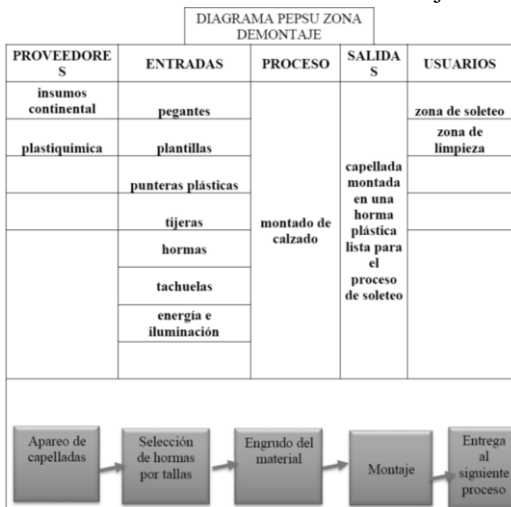 DIAGRAMA PEPSU ZONA
DEMONTAJE
PROVEEDORE
S
ENTRADAS
PROCESO
SALIDA
S
USUARIOS
insumos
continental
plastiquimica
pegantes
plantillas
punteras plásticas
tijeras
hormas
tachuelas
energía e
iluminación
montado de
calzado
capellada
montada
en una
horma
plástica
lista para
el
proceso
de soleteo
zona de soleteo
zona de
limpieza
Apareo de
capelladas
Selección
de hormas
por tallas
Engrudo del
material
Montaje
Entrega
al
siguiente
proceso